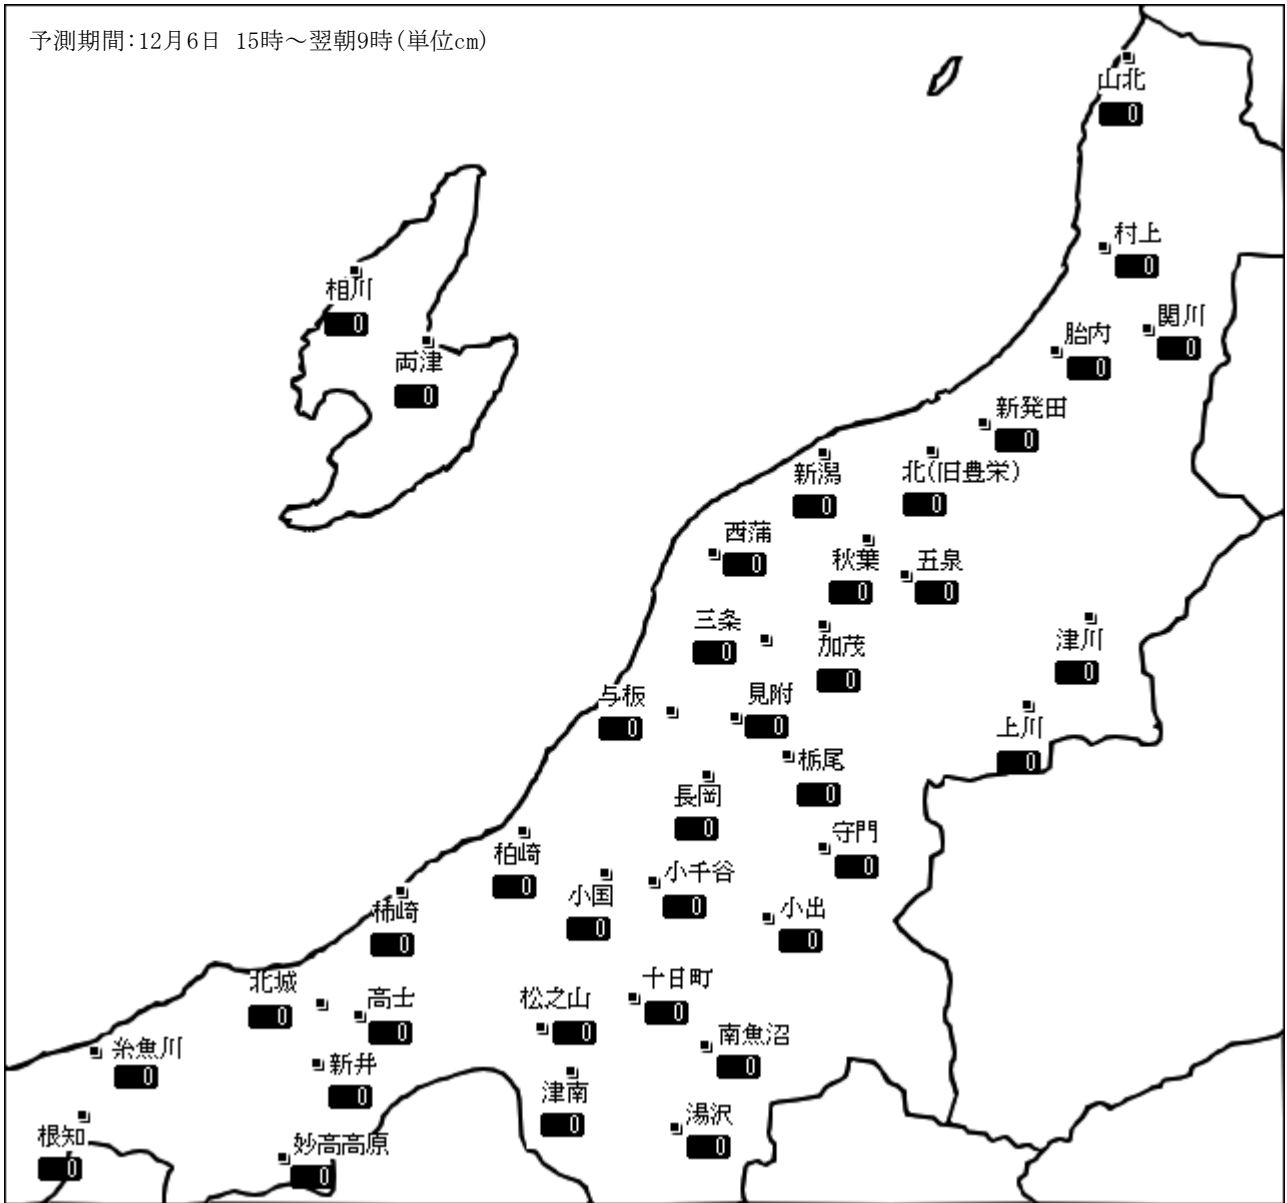 予測期間:12月6日 15時～翌朝9時(単位cm)
山北
0
村上
0
相川
0
関川
0
胎内
0
両津
0
新発田
0
新潟
0
北(旧豊栄)
0
西蒲
0
秋葉
0
五泉
0
三条
0
加茂
0
津川
0
与板
0
見附
0
上川
0
栃尾
0
長岡
0
守門
0
柏崎
0
小千谷
0
小国
0
小出
0
柿崎
0
北城
0
高士
0
松之山
0
十日町
0
糸魚川
0
新井
0
南魚沼
0
津南
0
湯沢
0
根知
0
妙高高原
0